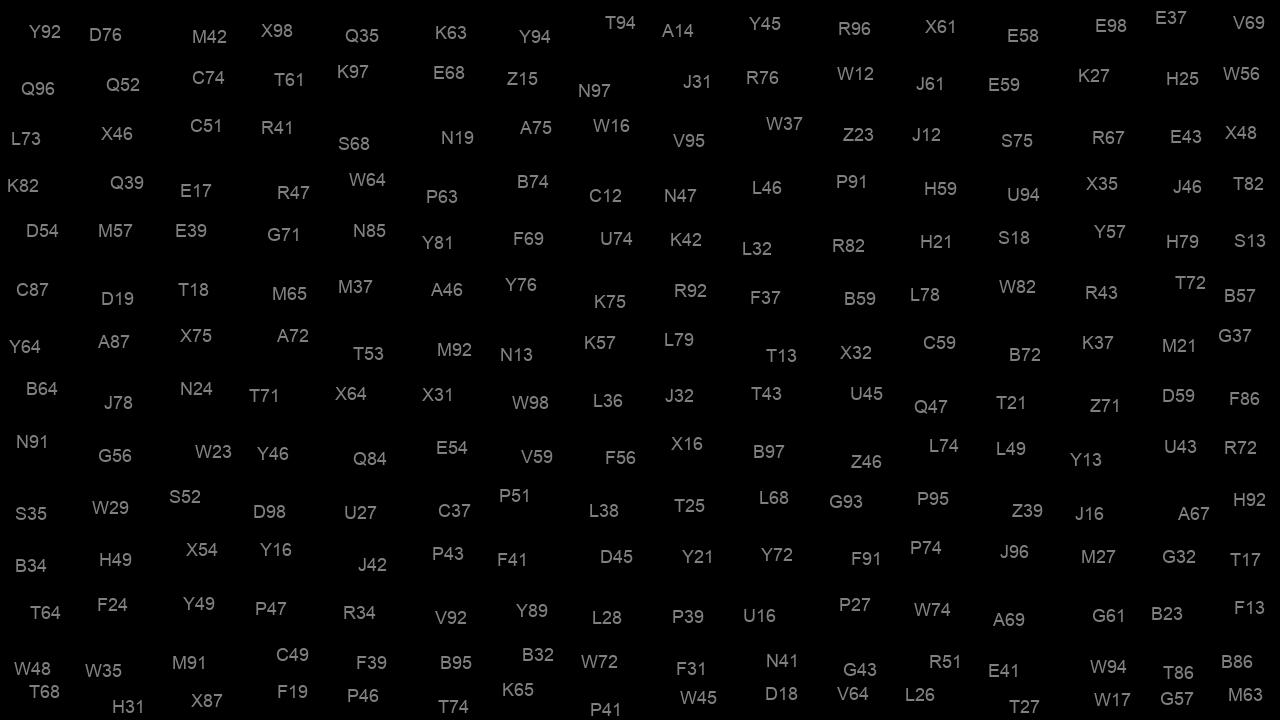 Y92 D76 M42 X98 Q35 K63 Y94 T94 A14 Y45 R96 X61 E58 E98 E37 V69
Q96 Q52 C74 T61 K97 E68 Z15 N97 J31 R76 W12 J61 E59 K27 H25 W56
L73 X46 C51 R41 S68 N19 A75 W16 V95 W37 Z23 J12 S75 R67 E43 X48
K82 Q39 E17 R47 W64 P63 B74 C12 N47 L46 P91 H59 U94 X35 J46 T82
D54 M57 E39 G71 N85 Y81 F69 U74 K42 L32 R82 H21 S18 Y57 H79 S13
C87 D19 T18 M65 M37 A46 Y76 K75 R92 F37 B59 L78 W82 R43 T72 B57
Y64 A87 X75 A72 T53 M92 N13 K57 L79 T13 X32 C59 B72 K37 M21 G37
B64 J78 N24 T71 X64 X31 W98 L36 J32 T43 U45 Q47 T21 Z71 D59 F86
N91 G56 W23 Y46 Q84 E54 V59 F56 X16 B97 Z46 L74 L49 Y13 U43 R72
S35 W29 S52 D98 U27 C37 P51 L38 T25 L68 G93 P95 Z39 J16 A67 H92
B34 H49 X54 Y16 J42 P43 F41 D45 Y21 Y72 F91 P74 J96 M27 G32 T17
T64 F24 Y49 P47 R34 V92 Y89 L28 P39 U16 P27 W74 A69 G61 B23 F13
W48 W35 M91 C49 F39 B95 B32 W72 F31 N41 G43 R51 E41 W94 T86 B86
T68 H31 X87 F19 P46 T74 K65 P41 W45 D18 V64 L26 T27 W17 G57 M63